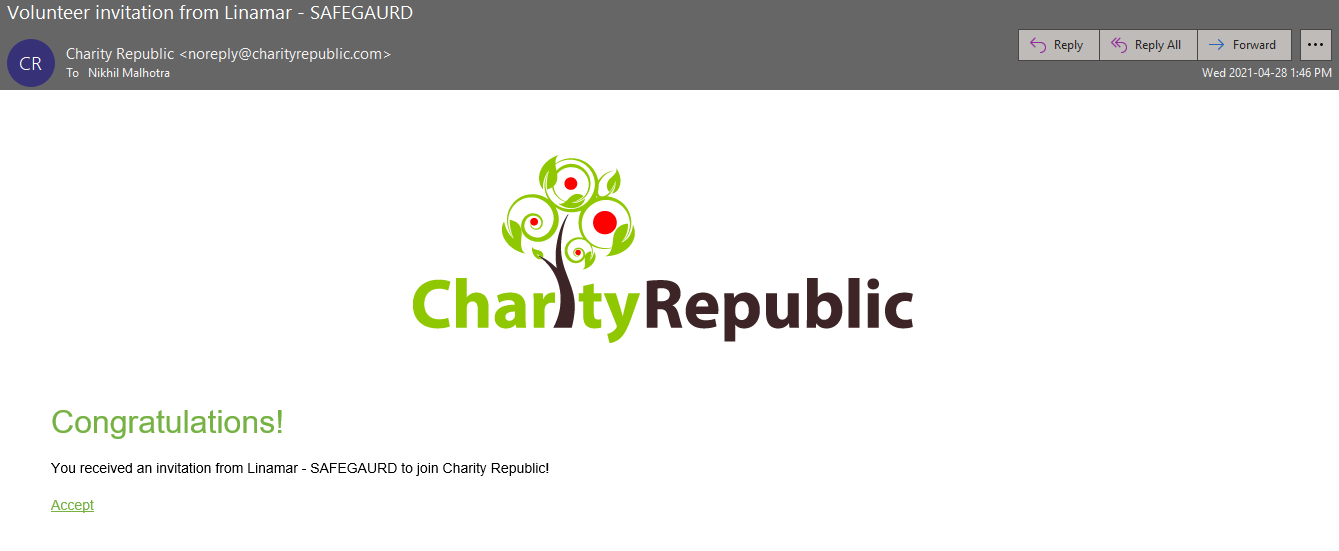 Volunteer invitation from Linamar - SAFEGAURD
CR
Charity Republic <noreply@charityrepublic.com>
To Nikhil Malhotra
Reply
Reply All
Forward
...
Wed 2021-04-28 1:46 PM
CharityRepublic
Congratulations!
You received an invitation from Linamar - SAFEGAURD to join Charity Republic!
Accept